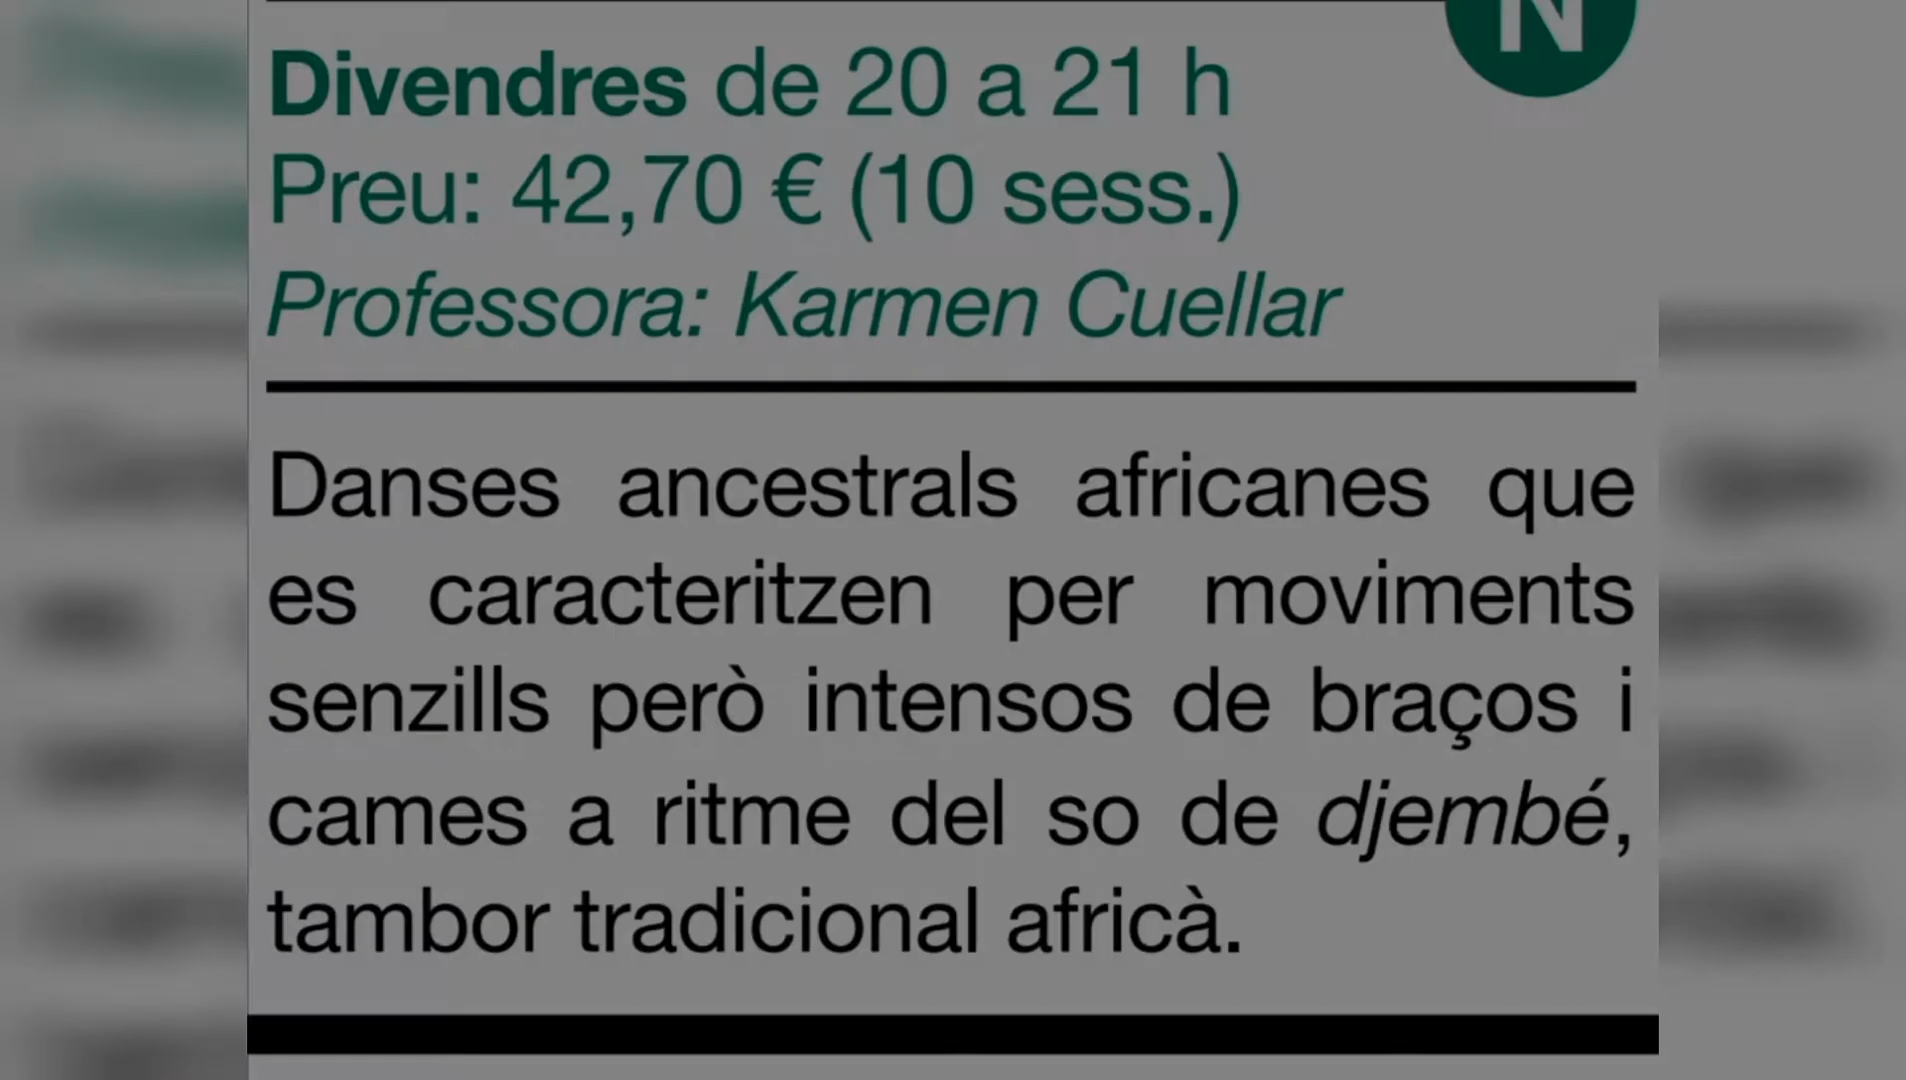 N
Divendres de 20 a 21 h
Preu: 42,70 € (10 sess.)
Professora: Karmen Cuellar
Danses ancestrals africanes que
es caracteritzen per moviments
senzills però intensos de braços i
cames a ritme del so de djembé,
tambor tradicional africà.